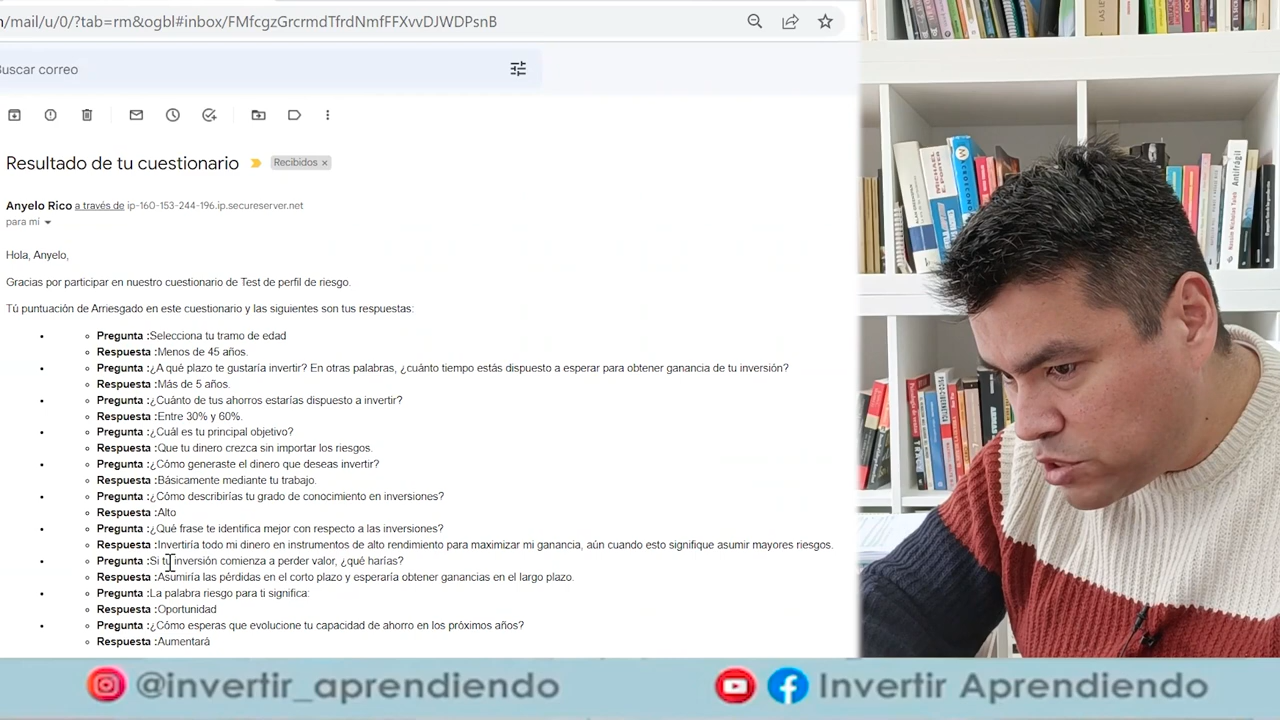 n/mail/u/0/?tab=rm&ogbl#inbox/FMfcgzGrcrmdTfrdNmfFFXvvDJWDPsnB
Buscar correo
Resultado de tu cuestionario
Recibidos ×
Anyelo Rico a través de ip-160-153-244-196.ip.secureserver.net
para mí
Hola, Anyelo,
Gracias por participar en nuestro cuestionario de Test de perfil de riesgo.
Tú puntuación de Arriesgado en este cuestionario y las siguientes son tus respuestas:
Pregunta :Selecciona tu tramo de edad
Respuesta :Menos de 45 años.
Pregunta :¿A qué plazo te gustaría invertir? En otras palabras, ¿cuánto tiempo estás dispuesto a esperar para obtener ganancia de tu inversión?
Respuesta :Más de 5 años.
Pregunta :¿Cuánto de tus ahorros estarías dispuesto a invertir?
Respuesta :Entre 30% y 60%.
Pregunta :¿Cuál es tu principal objetivo?
Respuesta :Que tu dinero crezca sin importar los riesgos.
Pregunta :¿Cómo generaste el dinero que deseas invertir?
Respuesta :Básicamente mediante tu trabajo.
Pregunta :¿Cómo describirías tu grado de conocimiento en inversiones?
Respuesta :Alto
Pregunta :¿Qué frase te identifica mejor con respecto a las inversiones?
Respuesta :Invertiría todo mi dinero en instrumentos de alto rendimiento para maximizar mi ganancia, aún cuando esto signifique asumir mayores riesgos.
Pregunta :Si tu inversión comienza a perder valor, ¿qué harías?
Respuesta :Asumiría las pérdidas en el corto plazo y esperaría obtener ganancias en el largo plazo.
Pregunta :La palabra riesgo para ti significa:
Respuesta :Oportunidad
Pregunta :¿Cómo esperas que evolucione tu capacidad de ahorro en los próximos años?
Respuesta :Aumentará
MICHAEL E. PORTER
Antifrágil
@invertir_aprendiendo
Invertir Aprendiendo